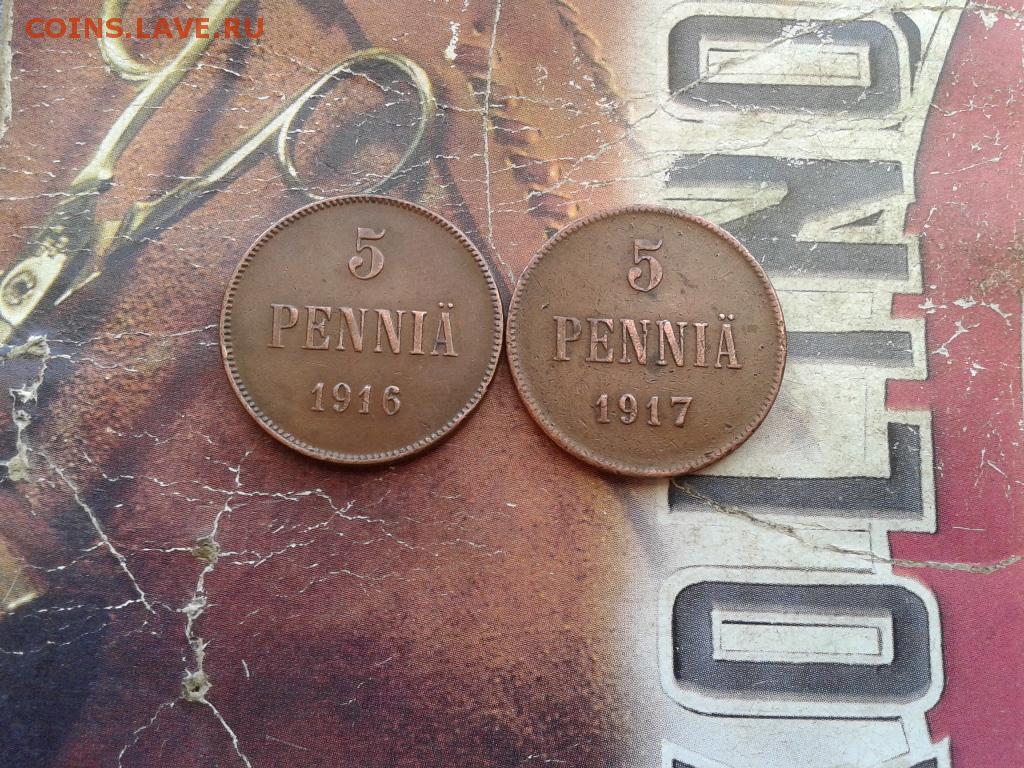 COINS.LAVE.RU
5
PENNIÄ
1916
5
PENNIÄ
1917